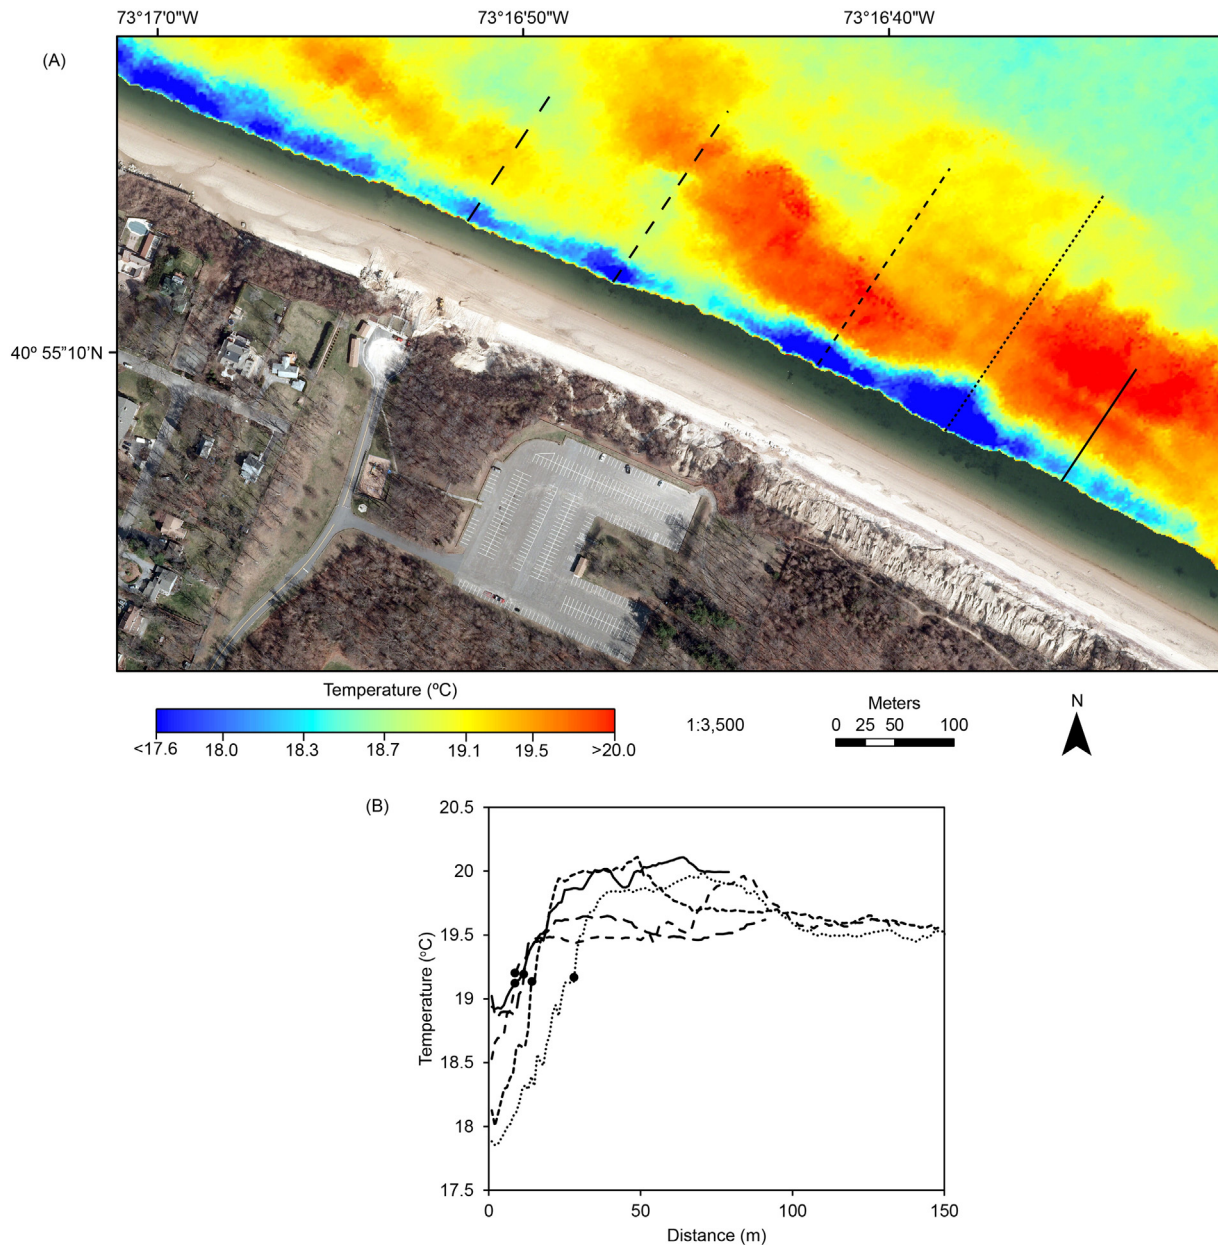 73°17'0"W 73°16'50"W 73°16'40"W
(A)
40º 55"10'N
Temperature (ºC)
<17.6 18.0 18.3 18.7 19.1 19.5 >20.0
1:3,500
Meters
0 25 50 100
N
(B)
20.5
20
19.5
19
18.5
18
17.5
Temperature (ºC)
0 50 100 150
Distance (m)